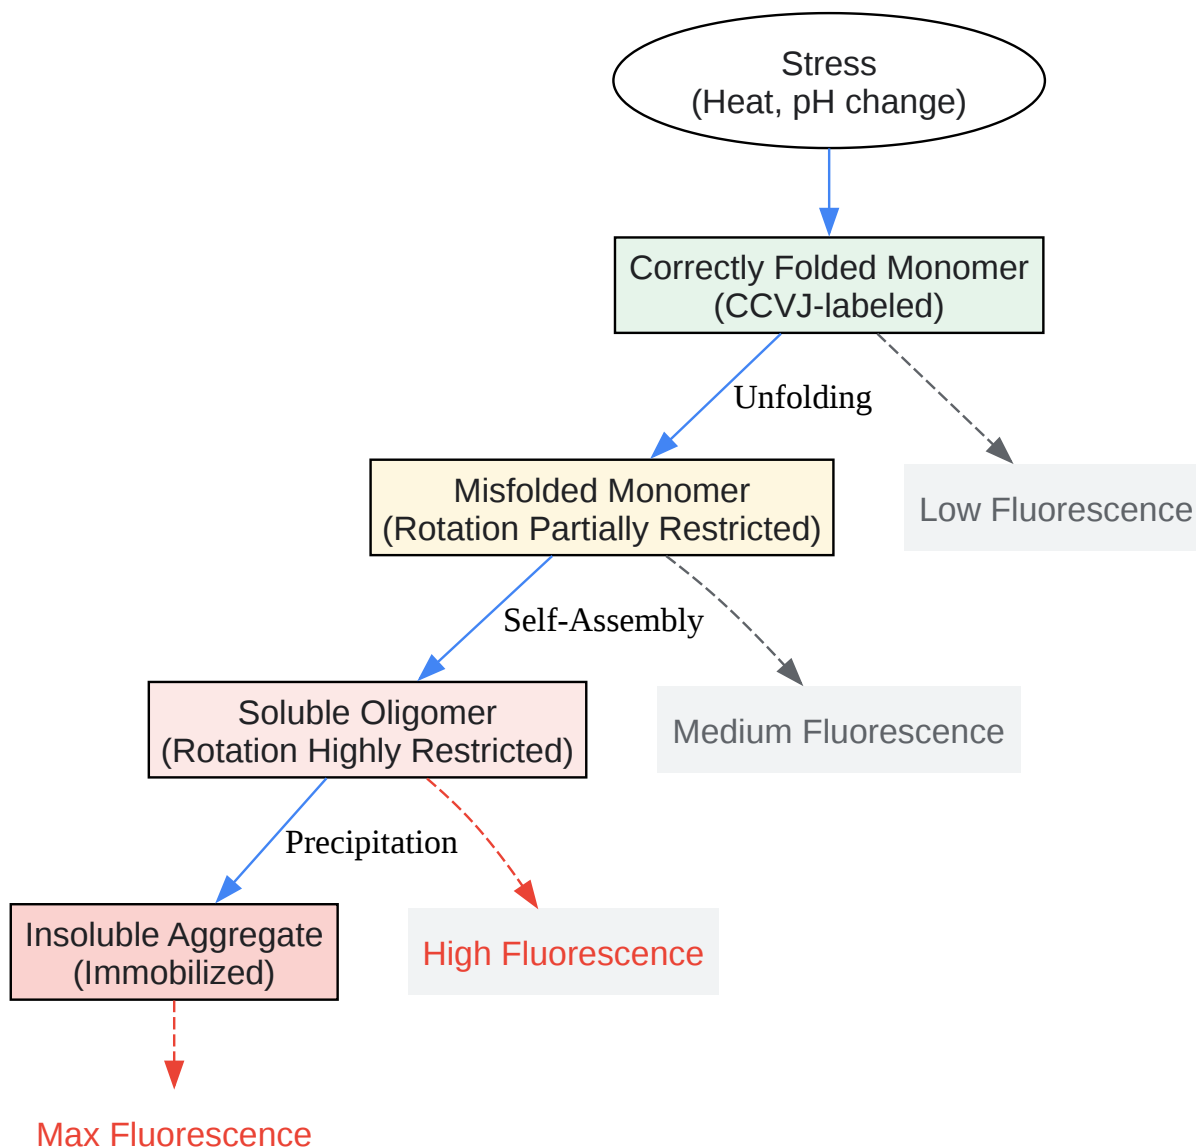 Stress
(Heat, pH change)
Correctly Folded Monomer
(CCVJ-labeled)
Unfolding
Misfolded Monomer
(Rotation Partially Restricted)
Low Fluorescence
Self-Assembly
Soluble Oligomer
(Rotation Highly Restricted)
Medium Fluorescence
Precipitation
Insoluble Aggregate
(Immobilized)
High Fluorescence
Max Fluorescence